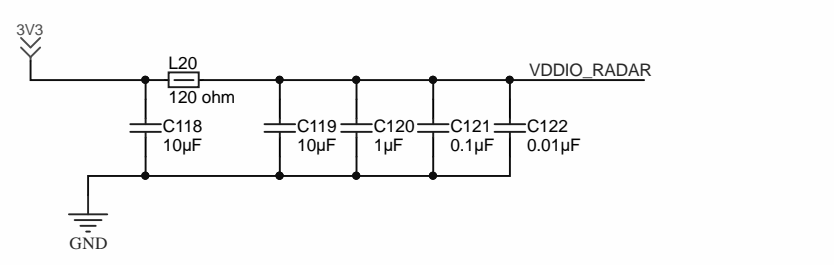 3V3
L20
120 ohm
VDDIO_RADAR
C118
10µF
C119
10µF
C120
1µF
C121
0.1µF
C122
0.01µF
GND